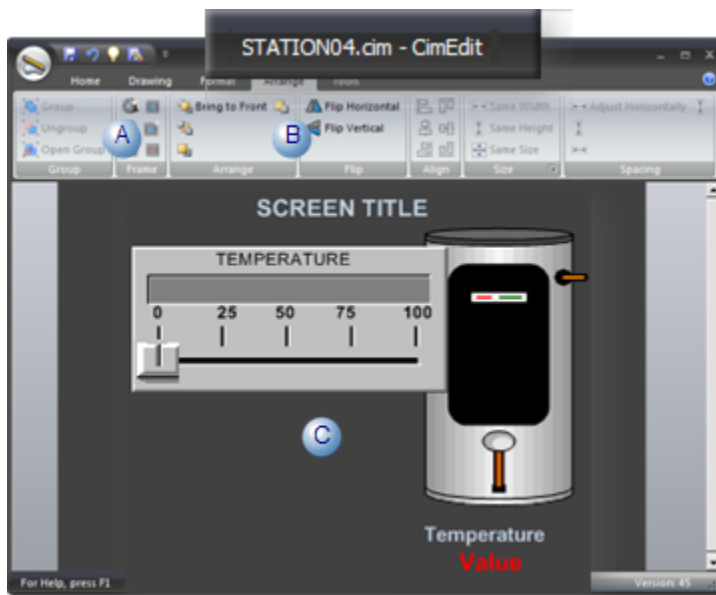 STATION04.cim - CimEdit
Home Drawing Format Arrange Tools
Group Bring to Front Flip Horizontal Same Width Adjust Horizontally
A B
Ungroup Flip Vertical Same Height
Open Group Same Size
Group Frame Arrange Flip Align Size Spacing
SCREEN TITLE
TEMPERATURE
0 25 50 75 100
C
Temperature
Value
For Help, press F1 Version: 45